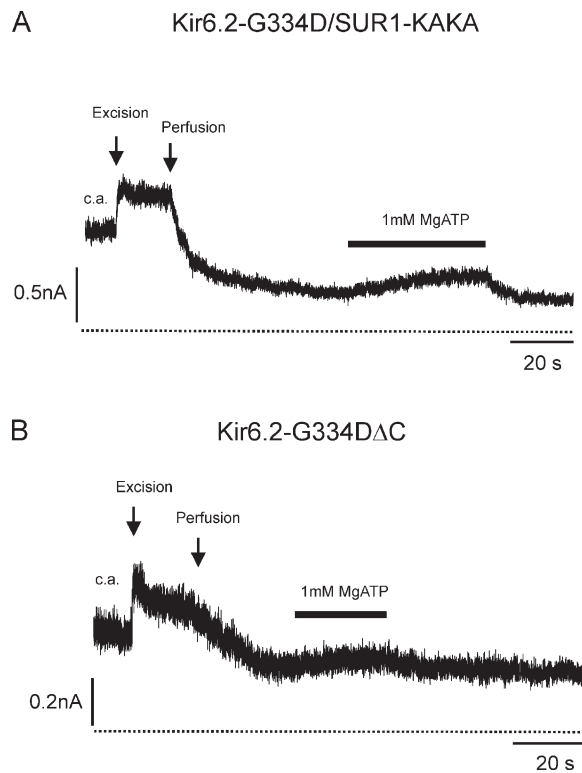 A
Kir6.2-G334D/SUR1-KAKA
Excision
Perfusion
c.a.
1mM MgATP
0.5nA
20 s
B
Kir6.2-G334DΔC
Excision
Perfusion
c.a.
1mM MgATP
0.2nA
20 s